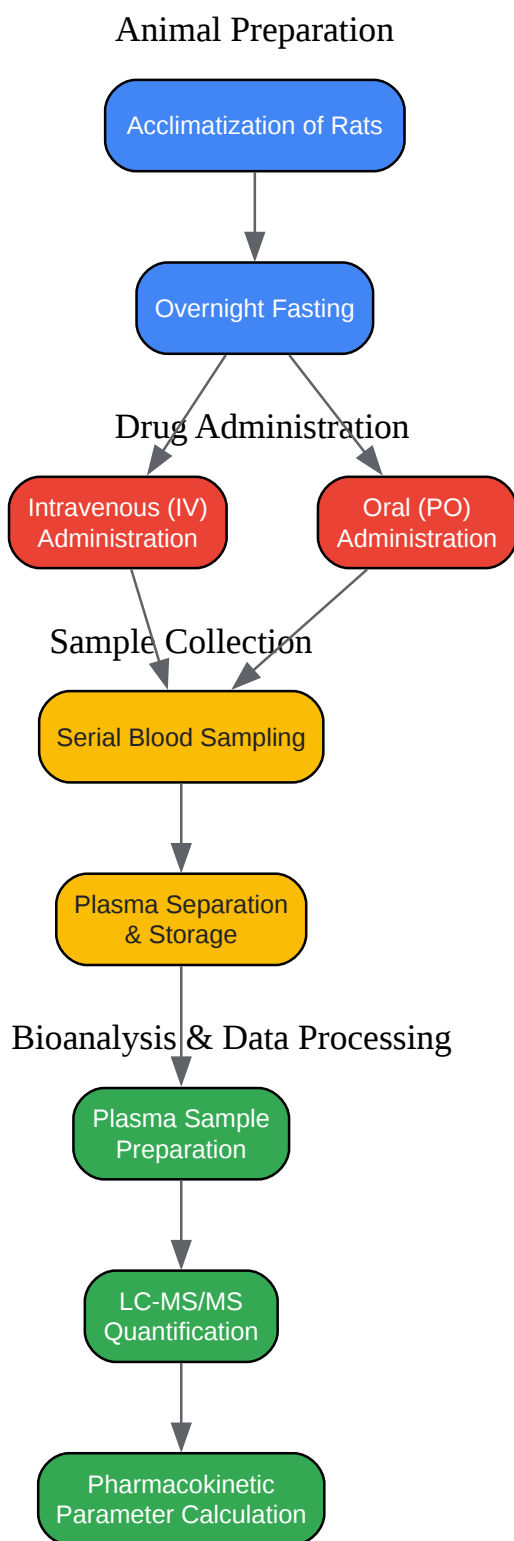 Animal Preparation
Acclimatization of Rats
Overnight Fasting
Drug Administration
Intravenous (IV)
Administration
Oral (PO)
Administration
Sample Collection
Serial Blood Sampling
Plasma Separation
& Storage
Bioanalysis & Data Processing
Plasma Sample
Preparation
LC-MS/MS
Quantification
Pharmacokinetic
Parameter Calculation